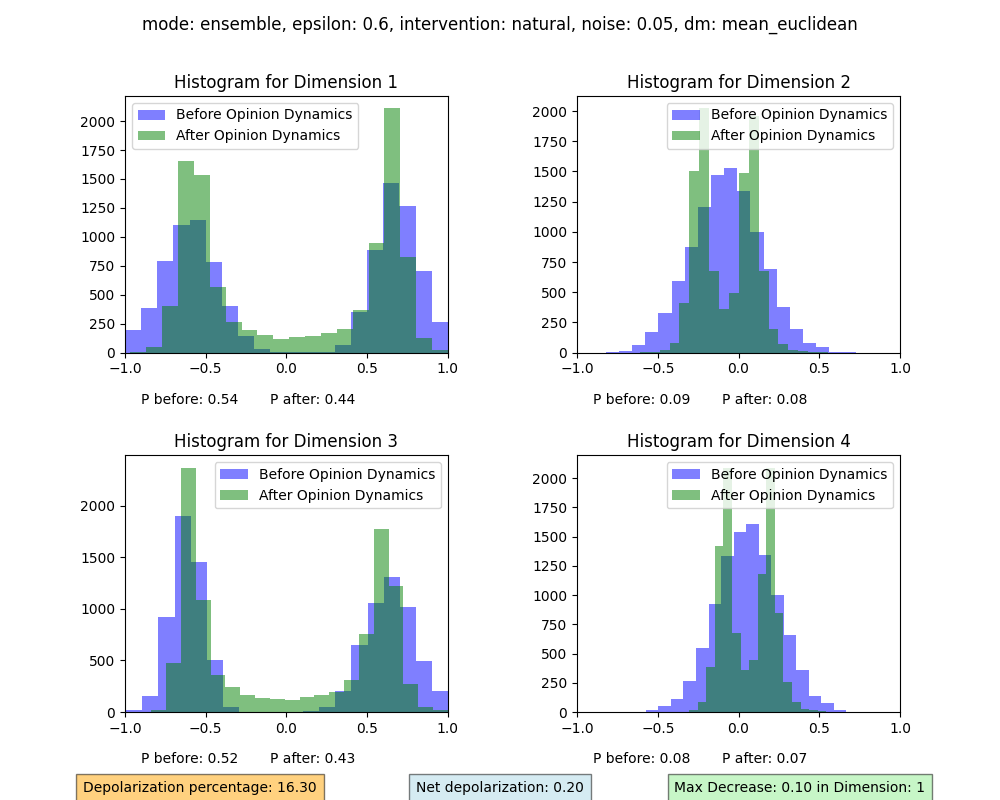 mode: ensemble, epsilon: 0.6, intervention: natural, noise: 0.05, dm: mean_euclidean
Histogram for Dimension 1
Before Opinion Dynamics
After Opinion Dynamics
2000
1750
1500
1250
1000
750
500
250
0
−1.0 −0.5 0.0 0.5 1.0
P before: 0.54 P after: 0.44
Histogram for Dimension 2
Before Opinion Dynamics
After Opinion Dynamics
2000
1750
1500
1250
1000
750
500
250
0
−1.0 −0.5 0.0 0.5 1.0
P before: 0.09 P after: 0.08
Histogram for Dimension 3
Before Opinion Dynamics
After Opinion Dynamics
2000
1500
1000
500
0
−1.0 −0.5 0.0 0.5 1.0
P before: 0.52 P after: 0.43
Histogram for Dimension 4
Before Opinion Dynamics
After Opinion Dynamics
2000
1750
1500
1250
1000
750
500
250
0
−1.0 −0.5 0.0 0.5 1.0
P before: 0.08 P after: 0.07
Depolarization percentage: 16.30
Net depolarization: 0.20
Max Decrease: 0.10 in Dimension: 1